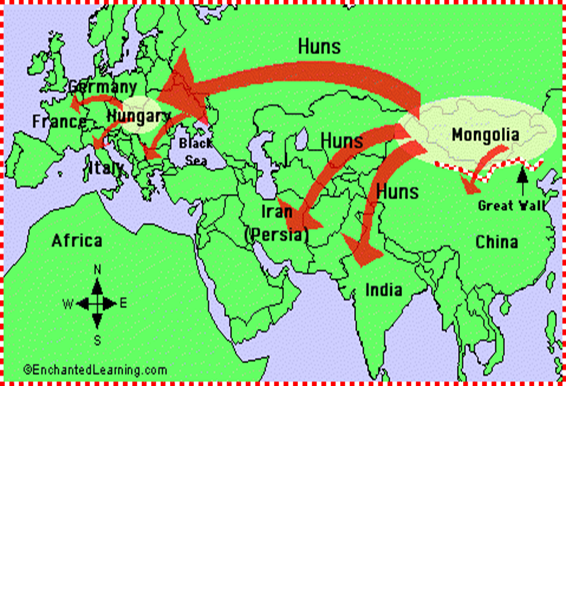 Huns
Germany
Hungary
France
Black
Sea
Huns
Mongolia
Italy
Huns
Great Wall
Iran
(Persia)
Africa
China
N
W E
S
India
©EnchantedLearning.com